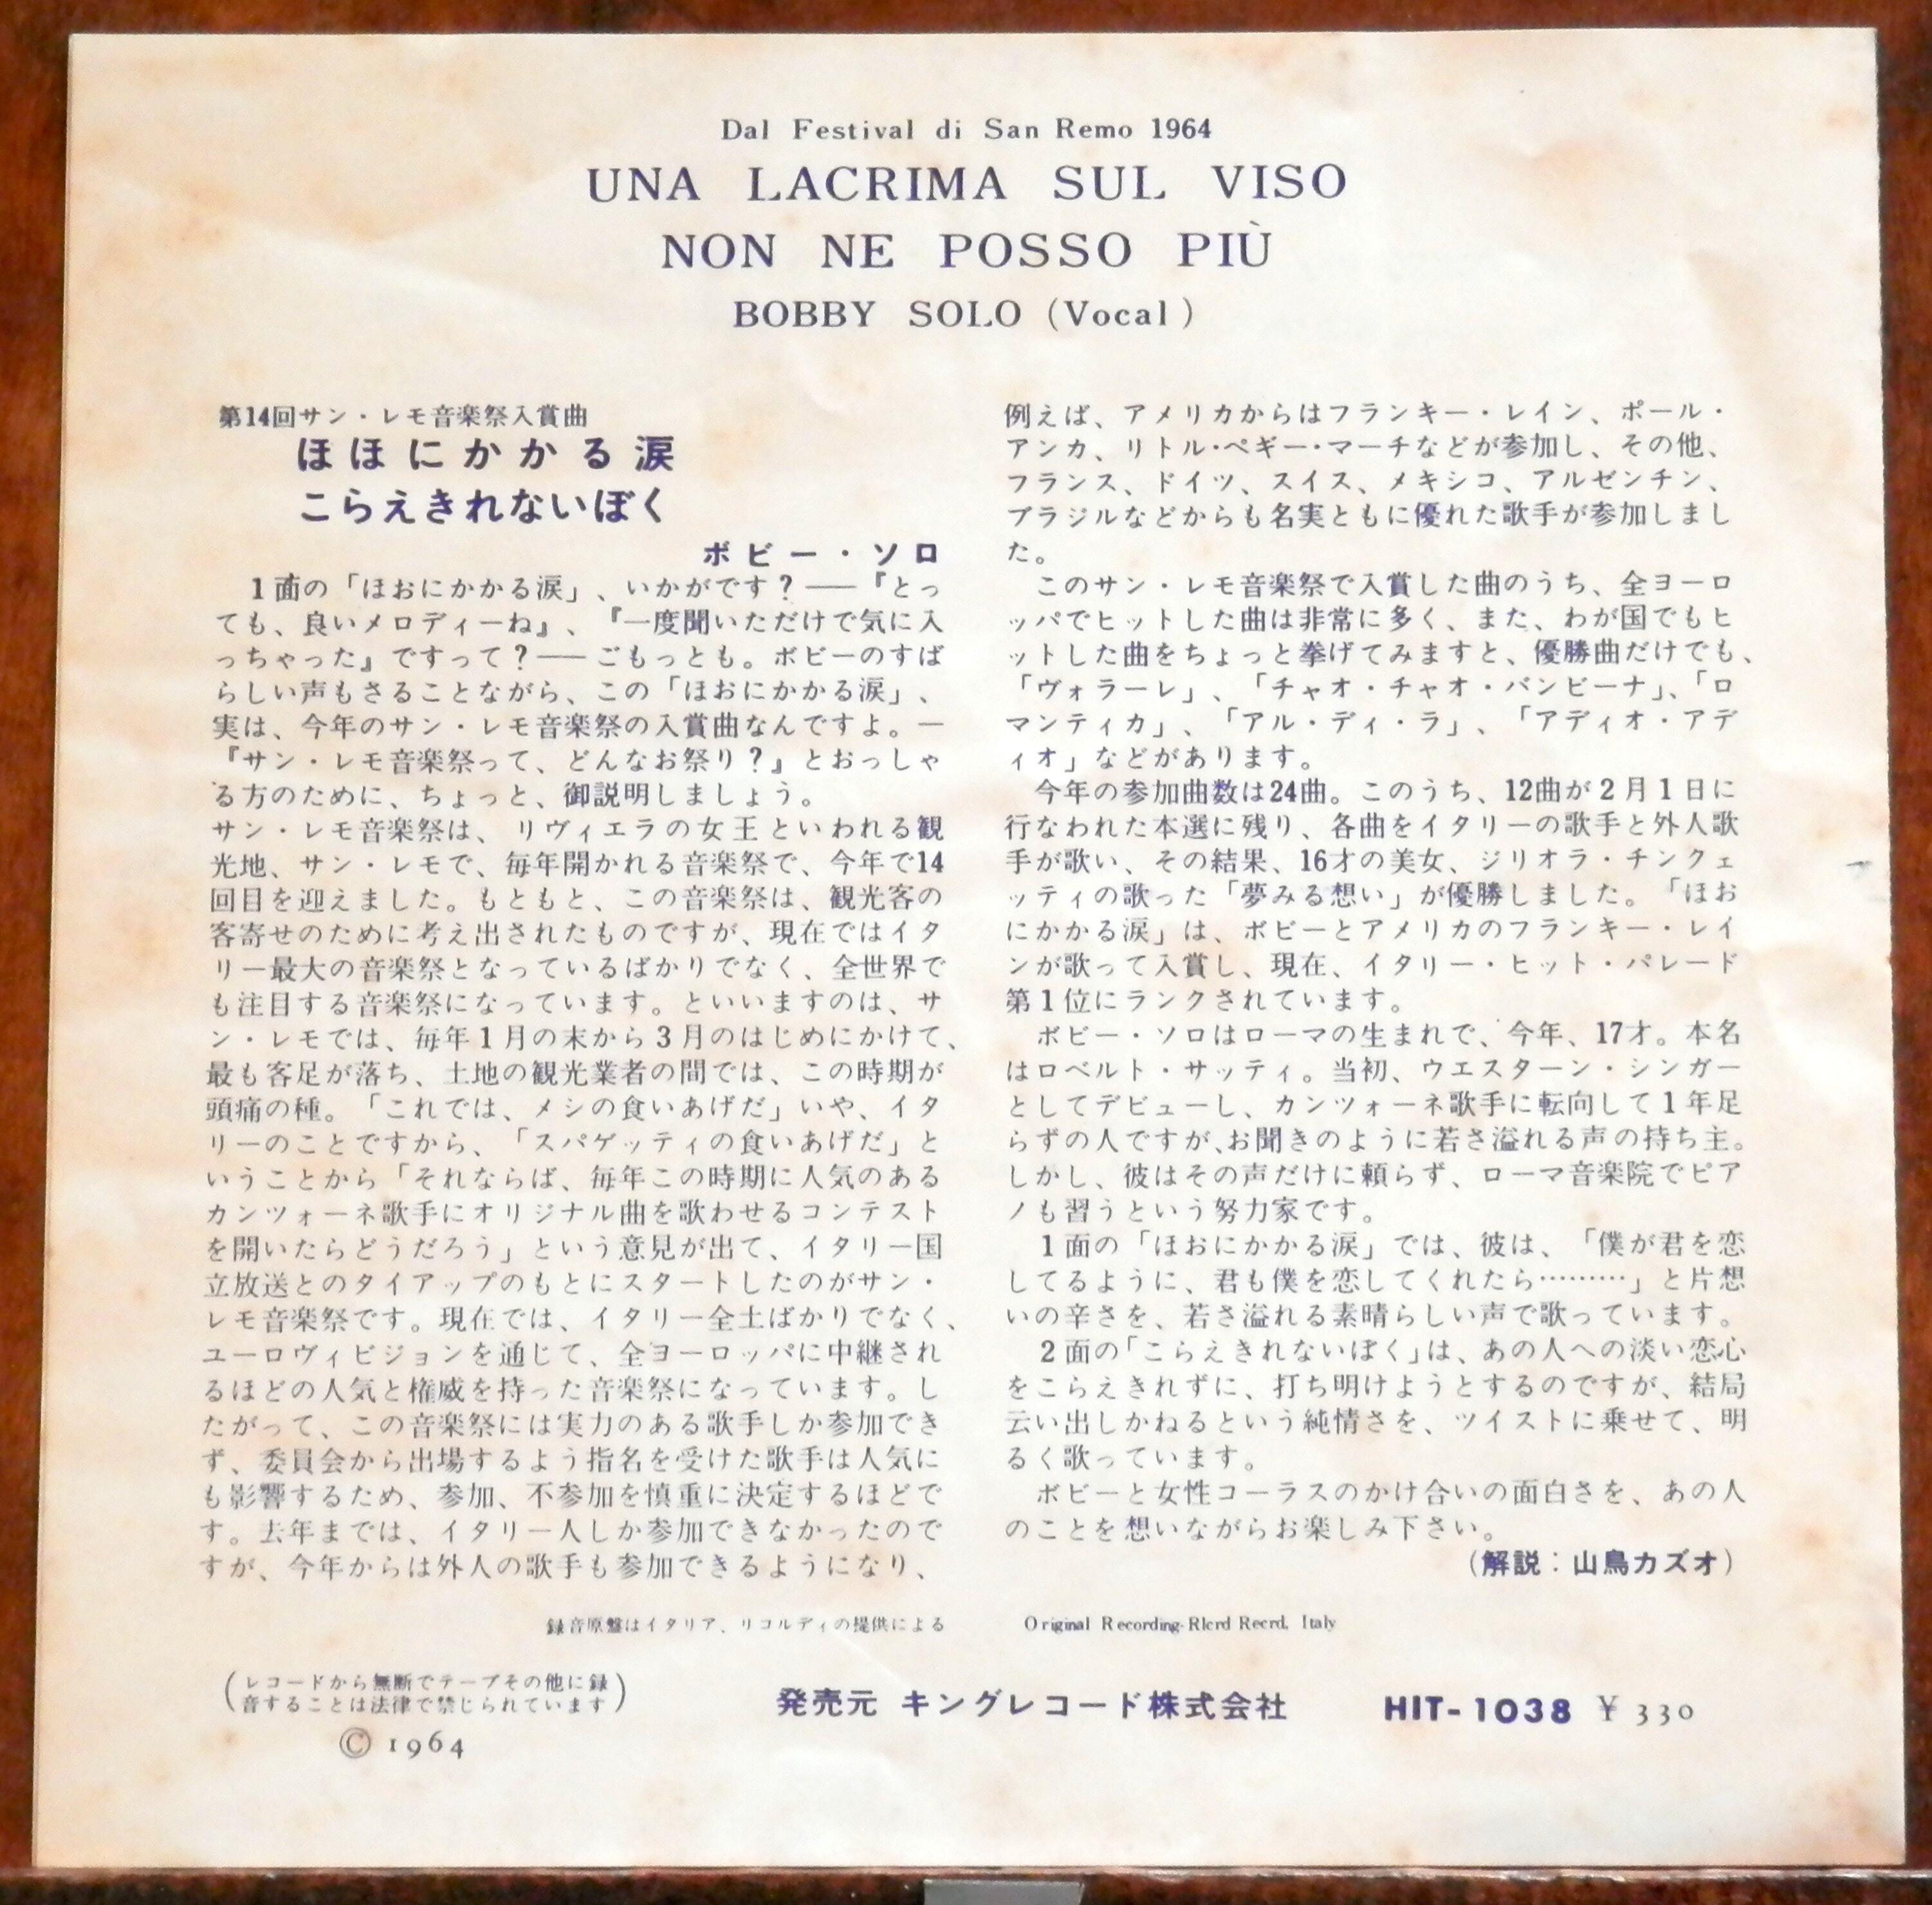 Dal Festival di San Remo 1964
UNA LACRIMA SUL VISO
NON NE POSSO PIÙ
BOBBY SOLO (Vocal)
第14回サン・レモ音楽祭入賞曲
ほほにかかる涙
こらえきれないぼく
ボビー・ソロ
1面の「ほおにかかる涙」、いかがです？──『とっ
ても、良いメロディーね』、『一度聞いただけで気に入
っちゃった』ですって？──ごもっとも。ボビーのすば
らしい声もさることながら、この「ほおにかかる涙」、
実は、今年のサン・レモ音楽祭の入賞曲なんですよ。─
『サン・レモ音楽祭って、どんなお祭り？』とおっしゃ
る方のために、ちょっと、御説明しましょう。
サン・レモ音楽祭は、リヴィエラの女王といわれる観
光地、サン・レモで、毎年開かれる音楽祭で、今年で14
回目を迎えました。もともと、この音楽祭は、観光客の
客寄せのために考え出されたものですが、現在ではイタ
リー最大の音楽祭となっているばかりでなく、全世界で
も注目する音楽祭になっています。といいますのは、サ
ン・レモでは、毎年1月の末から3月のはじめにかけて、
最も客足が落ち、土地の観光業者の間では、この時期が
頭痛の種。「これでは、メシの食いあげだ」いや、イタ
リーのことですから、「スパゲッティの食いあげだ」と
いうことから「それならば、毎年この時期に人気のある
カンツォーネ歌手にオリジナル曲を歌わせるコンテスト
を開いたらどうだろう」という意見が出て、イタリー国
立放送とのタイアップのもとにスタートしたのがサン・
レモ音楽祭です。現在では、イタリー全土ばかりでなく、
ユーロヴィビジョンを通じて、全ヨーロッパに中継され
るほどの人気と権威を持った音楽祭になっています。し
たがって、この音楽祭には実力のある歌手しか参加でき
ず、委員会から出場するよう指名を受けた歌手は人気に
も影響するため、参加、不参加を慎重に決定するほどで
す。去年までは、イタリー人しか参加できなかったので
すが、今年からは外人の歌手も参加できるようになり、
例えば、アメリカからはフランキー・レイン、ポール・
アンカ、リトル・ペギー・マーチなどが参加し、その他、
フランス、ドイツ、スイス、メキシコ、アルゼンチン、
ブラジルなどからも名実ともに優れた歌手が参加しまし
た。
このサン・レモ音楽祭で入賞した曲のうち、全ヨーロ
ッパでヒットした曲は非常に多く、また、わが国でもヒ
ットした曲をちょっと挙げてみますと、優勝曲だけでも、
「ヴォラーレ」、「チャオ・チャオ・バンビーナ」、「ロ
マンティカ」、「アル・ディ・ラ」、「アディオ・アデ
ィオ」などがあります。
今年の参加曲数は24曲。このうち、12曲が2月1日に
行なわれた本選に残り、各曲をイタリーの歌手と外人歌
手が歌い、その結果、16才の美女、ジリオラ・チンクェ
ッティの歌った「夢みる想い」が優勝しました。「ほお
にかかる涙」は、ボビーとアメリカのフランキー・レイ
ンが歌って入賞し、現在、イタリー・ヒット・パレード
第1位にランクされています。
ボビー・ソロはローマの生まれで、今年、17才。本名
はロベルト・サッティ。当初、ウエスターン・シンガー
としてデビューし、カンツォーネ歌手に転向して1年足
らずの人ですが、お聞きのように若さ溢れる声の持ち主。
しかし、彼はその声だけに頼らず、ローマ音楽院でピア
ノも習うという努力家です。
1面の「ほおにかかる涙」では、彼は、「僕が君を恋
してるように、君も僕を恋してくれたら………」と片想
いの辛さを、若さ溢れる素晴らしい声で歌っています。
2面の「こらえきれないぼく」は、あの人への淡い恋心
をこらえきれずに、打ち明けようとするのですが、結局
云い出しかねるという純情さを、ツイストに乗せて、明
るく歌っています。
ボビーと女性コーラスのかけ合いの面白さを、あの人
のことを想いながらお楽しみ下さい。
（解説：山鳥カズオ）
録音原盤はイタリア、リコルディの提供による　Original Recording-Rlcrd Recrd, Italy
（レコードから無断でテープその他に録
音することは法律で禁じられています）
© 1964
発売元 キングレコード株式会社　HIT-1038 ¥ 330